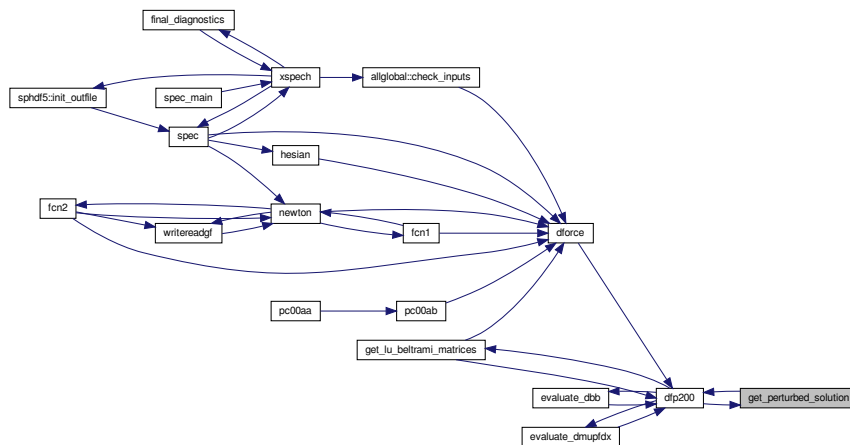 final_diagnostics
xspech
allglobal::check_inputs
sphdf5::init_outfile
spec_main
spec
hesian
fcn2
newton
writereadgf
fcn1
dforce
pc00aa
pc00ab
get_lu_beltrami_matrices
evaluate_dbb
dfp200
get_perturbed_solution
evaluate_dmupfdx